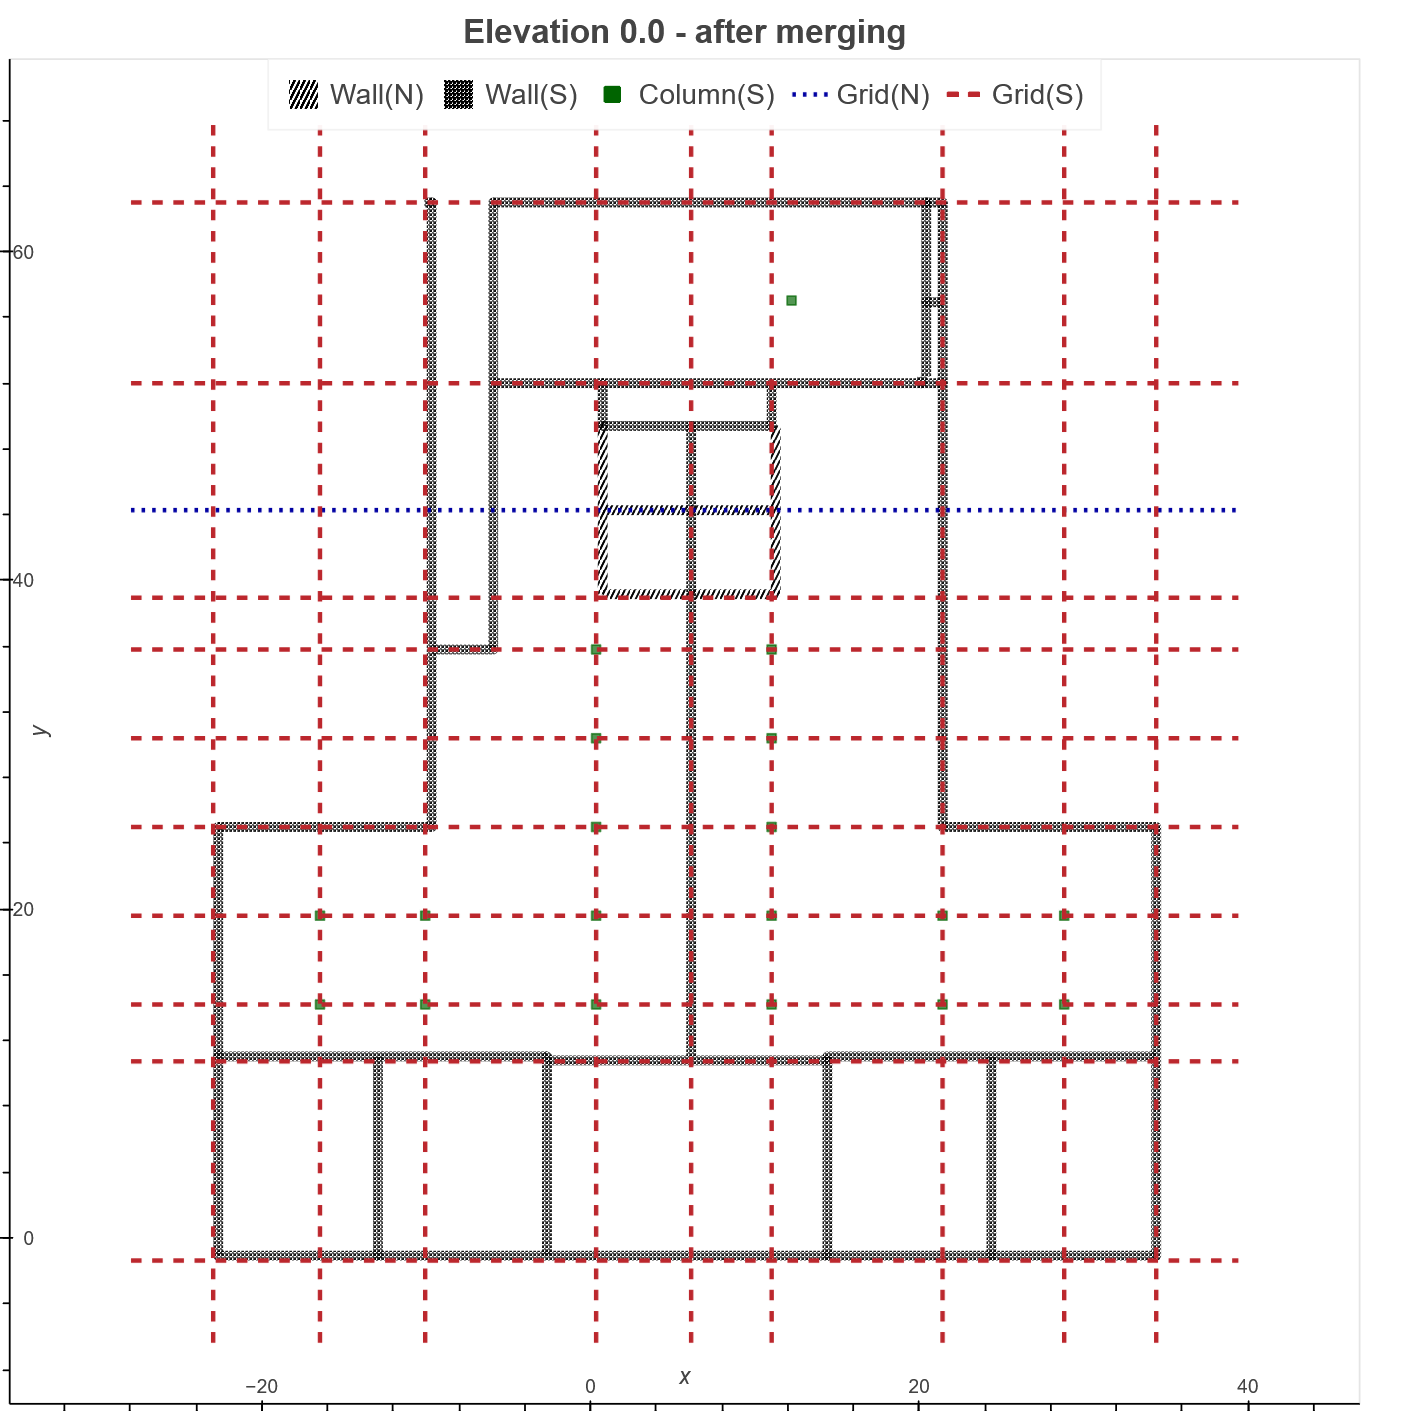 Elevation 0.0 - after merging
Wall(N) Wall(S) Column(S) Grid(N) Grid(S)
60
40
y
20
0
x
−20 0 20 40